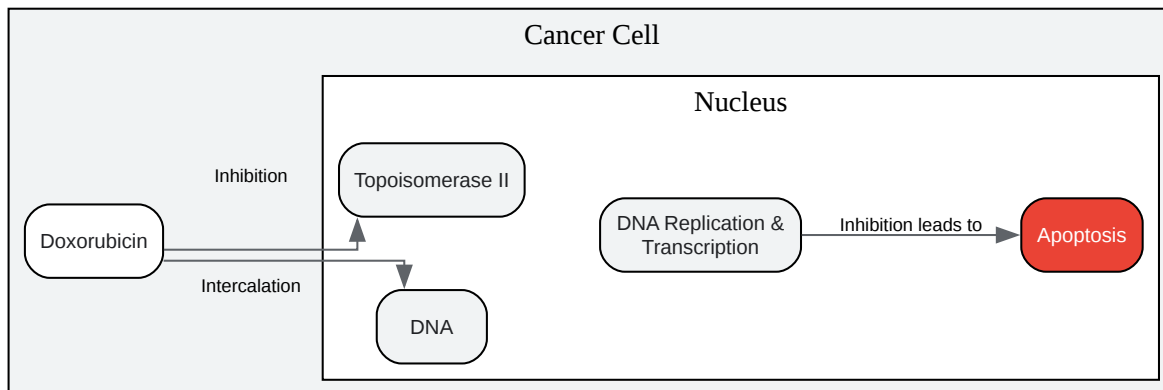 Cancer Cell
Nucleus
Inhibition
Topoisomerase II
Doxorubicin
DNA Replication &
Transcription
Inhibition leads to
Apoptosis
Intercalation
DNA